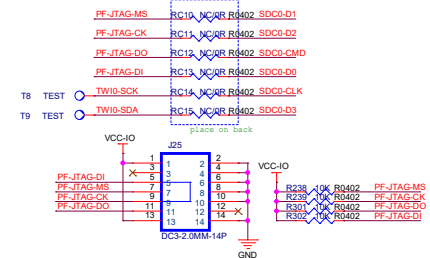 PF-JTAG-MS RC10 NC/0R R0402 SDC0-D1
PF-JTAG-CK RC11 NC/0R R0402 SDC0-D2
PF-JTAG-DO RC12 NC/0R R0402 SDC0-CMD
PF-JTAG-DI RC13 NC/0R R0402 SDC0-D0
T8 TEST TWI0-SCK RC14 NC/0R R0402 SDC0-CLK
T9 TEST TWI0-SDA RC15 NC/0R R0402 SDC0-D3
place on back
VCC-IO J25
1 1 2 2
3 3 4 4
PF-JTAG-DI 5 5 6 6
PF-JTAG-MS 7 7 8 8
PF-JTAG-CK 9 9 10 10
PF-JTAG-DO 11 11 12 12
13 13 14 14
DC3-2.0MM-14P
GND
VCC-IO
R238 10K R0402 PF-JTAG-MS
R239 10K R0402 PF-JTAG-CK
R301 10K R0402 PF-JTAG-DO
R302 10K R0402 PF-JTAG-DI